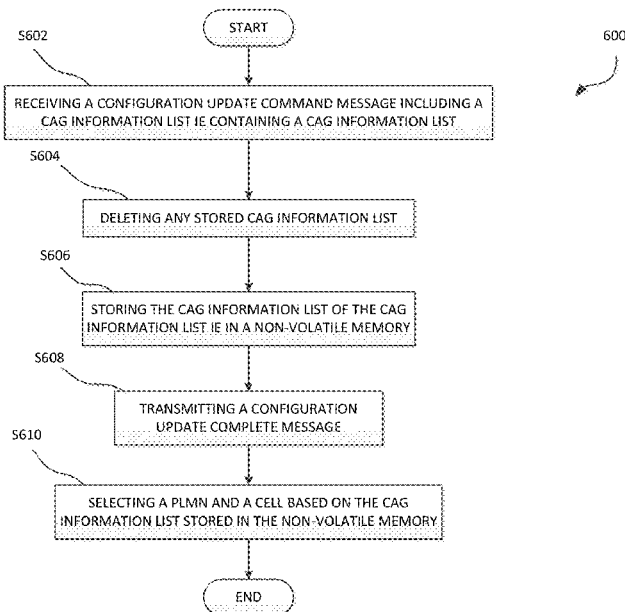 START
S602
600
RECEIVING A CONFIGURATION UPDATE COMMAND MESSAGE INCLUDING A
CAG INFORMATION LIST IE CONTAINING A CAG INFORMATION LIST
S604
DELETING ANY STORED CAG INFORMATION LIST
S606
STORING THE CAG INFORMATION LIST OF THE CAG
INFORMATION LIST IE IN A NON-VOLATILE MEMORY
S608
TRANSMITTING A CONFIGURATION
UPDATE COMPLETE MESSAGE
S610
SELECTING A PLMN AND A CELL BASED ON THE CAG
INFORMATION LIST STORED IN THE NON-VOLATILE MEMORY
END